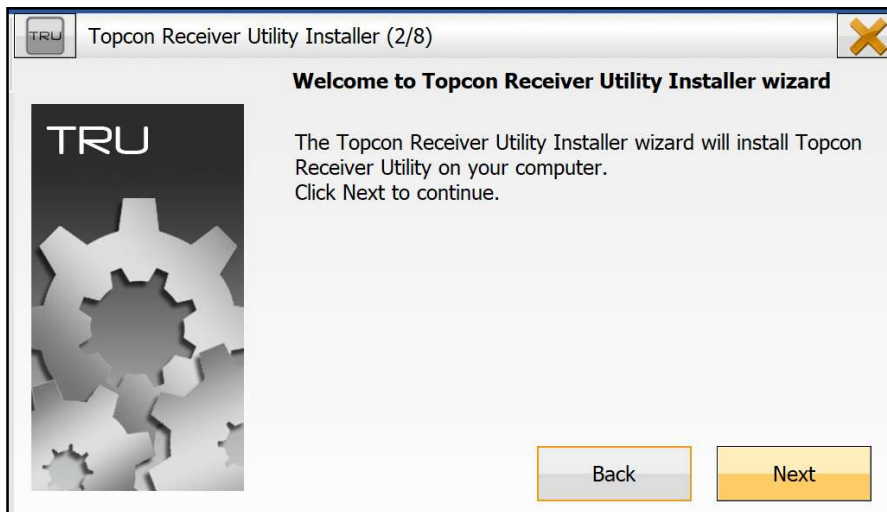 TRU
Topcon Receiver Utility Installer (2/8)
Welcome to Topcon Receiver Utility Installer wizard
TRU
The Topcon Receiver Utility Installer wizard will install Topcon
Receiver Utility on your computer.
Click Next to continue.
Back
Next